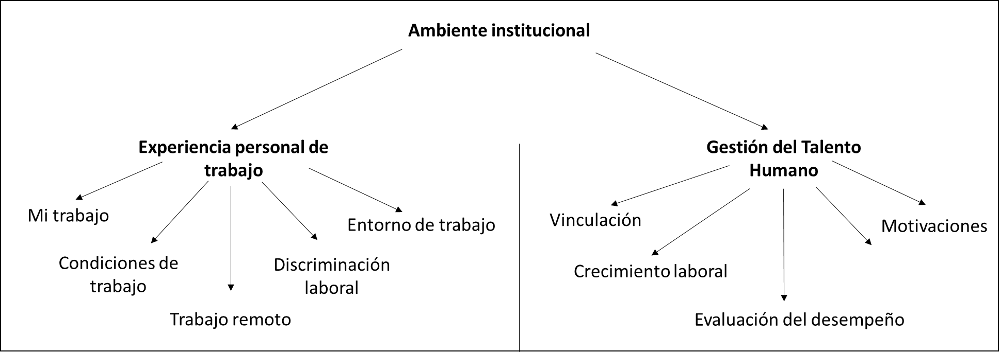 Ambiente institucional
Experiencia personal de
trabajo
Mi trabajo
Condiciones de
trabajo
Trabajo remoto
Discriminación
laboral
Entorno de trabajo
Gestión del Talento
Humano
Vinculación
Crecimiento laboral
Evaluación del desempeño
Motivaciones